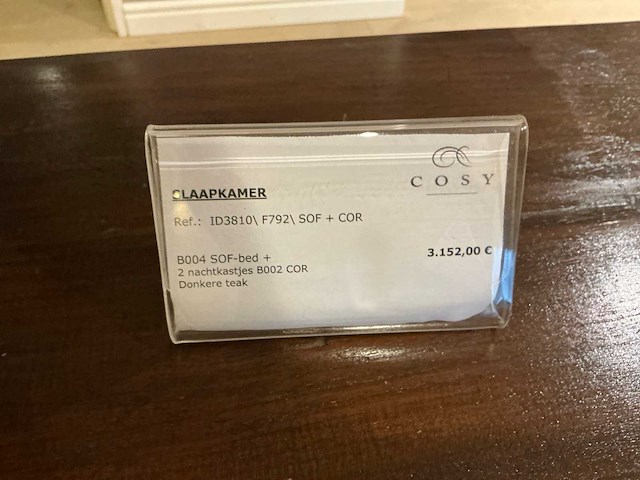 COSY
SLAAPKAMER
Ref.: ID3810\ F792\ SOF + COR
B004 SOF-bed +
3.152,00 €
2 nachtkastjes B002 COR
Donkere teak